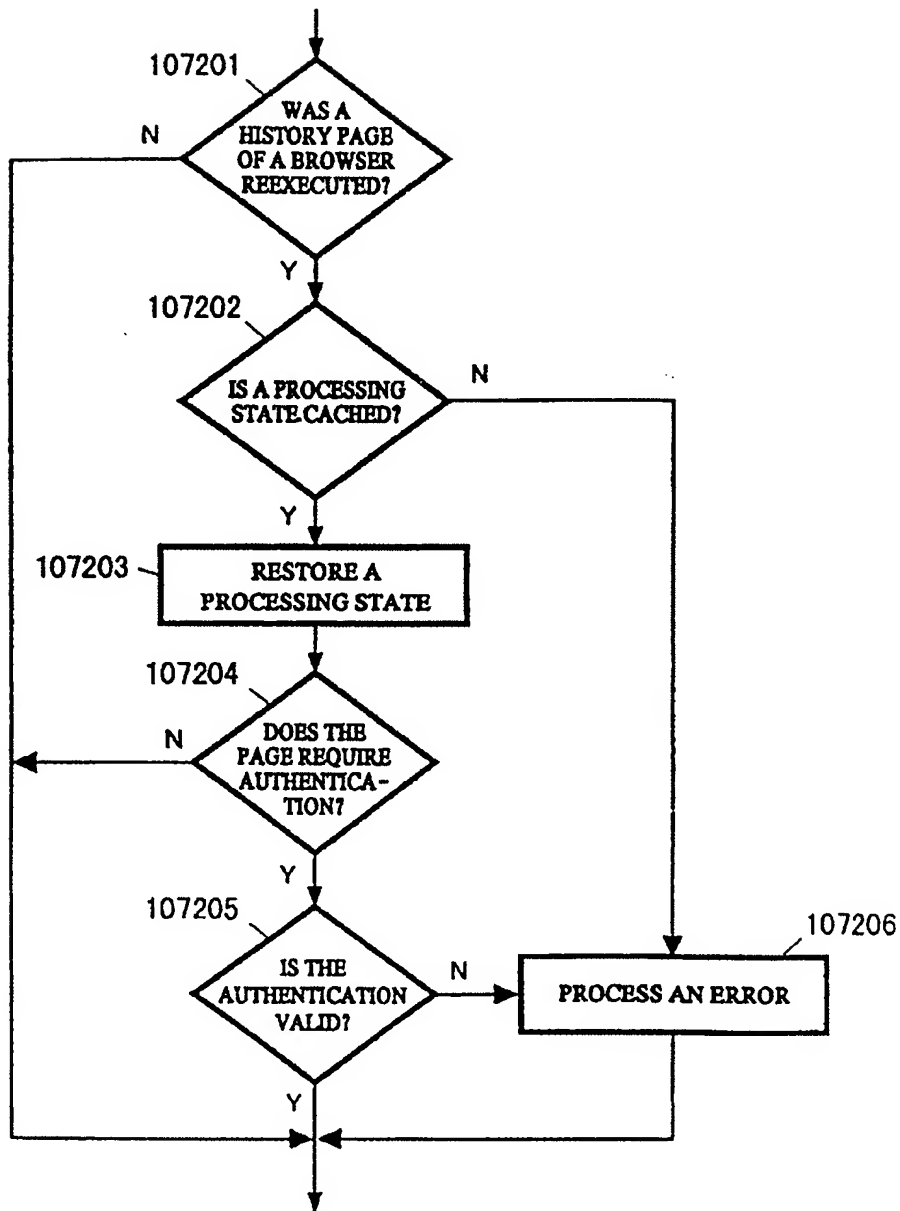 107201
WAS A
HISTORY PAGE
OF A BROWSER
REEXECUTED?
N
Y
107202
IS A PROCESSING
STATE CACHED?
N
Y
107203
RESTORE A
PROCESSING STATE
107204
DOES THE
PAGE REQUIRE
AUTHENTICA-
TION?
N
Y
107205
IS THE
AUTHENTICATION
VALID?
N
Y
107206
PROCESS AN ERROR